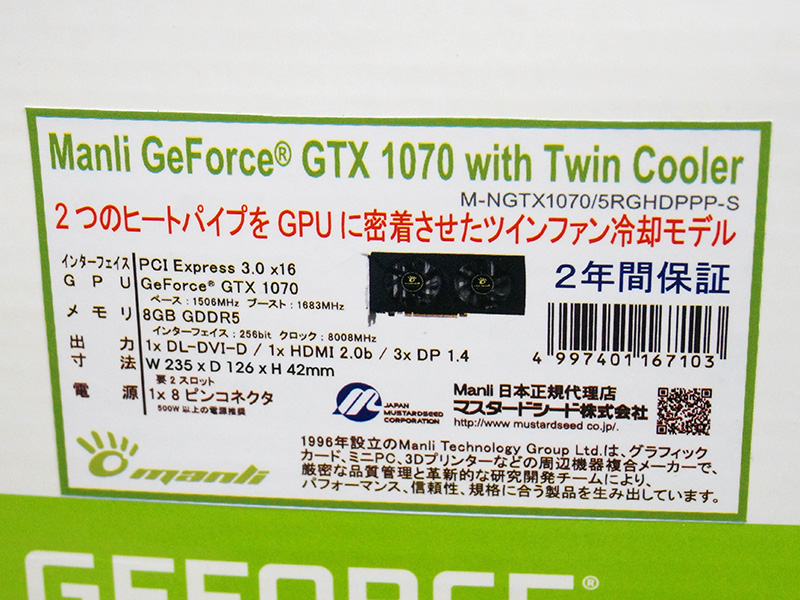 Manli GeForce® GTX 1070 with Twin Cooler
M-NGTX1070/5RGHDPPP-S
2つのヒートパイプをGPUに密着させたツインファン冷却モデル
インターフェイス PCI Express 3.0 x16
GPU GeForce® GTX 1070
ベース：1506MHz ブースト：1683MHz
メモリ 8GB GDDR5
インターフェイス：256bit クロック：8008MHz
出力 1x DL-DVI-D / 1x HDMI 2.0b / 3x DP 1.4
寸法 W 235 x D 126 x H 42mm
要2スロット
電源 1x 8ピンコネクタ
500W以上の電源推奨
2年間保証
4 997401 167103
JAPAN
MUSTARDSEED
CORPORATION
Manli 日本正規代理店
マスタードシード株式会社
http://www.mustardseed.co.jp/.
manli
1996年設立のManli Technology Group Ltd.は、グラフィック
カード、ミニPC、3Dプリンターなどの周辺機器複合メーカーで、
厳密な品質管理と革新的な研究開発チームにより、
パフォーマンス、信頼性、規格に合う製品を生み出しています。
GEFORCE®